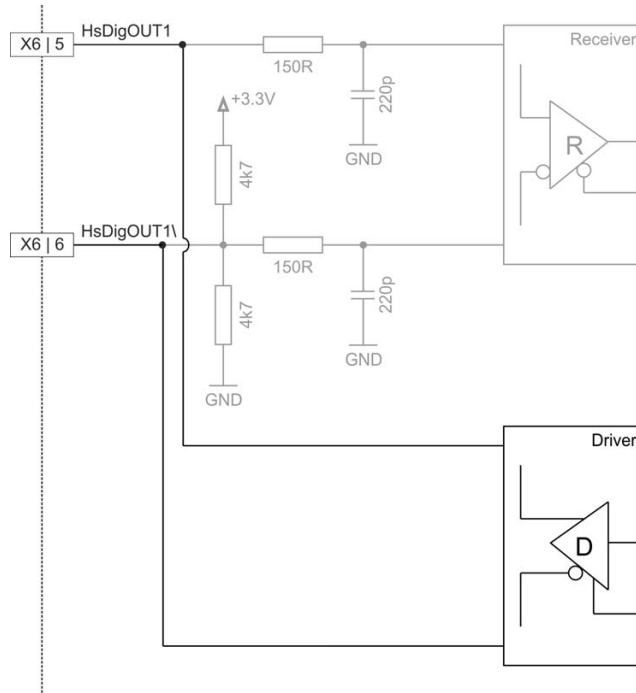 X6 | 5
HsDigOUT1
150R
220p
GND
Receiver
R
+3.3V
4k7
X6 | 6
HsDigOUT1\
150R
220p
GND
4k7
GND
Driver
D